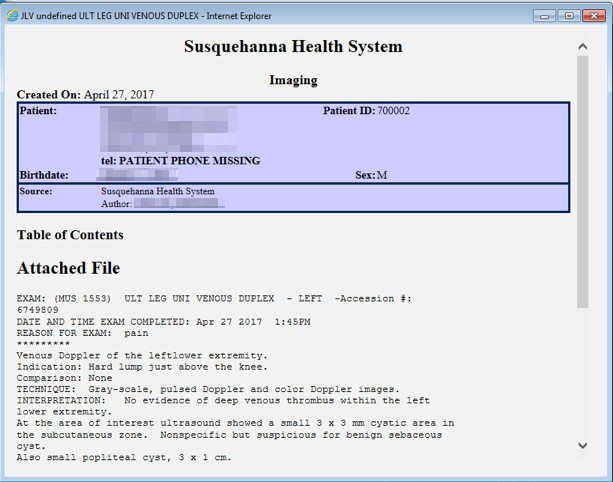 JLV undefined ULT LEG UNI VENOUS DUPLEX - Internet Explorer
Susquehanna Health System
Imaging
Created On: April 27, 2017
Patient: Patient ID: 700002
tel: PATIENT PHONE MISSING
Birthdate: Sex: M
Source: Susquehanna Health System
Author:
Table of Contents
Attached File
EXAM: (MUS 1553) ULT LEG UNI VENOUS DUPLEX - LEFT -Accession #:
6749809
DATE AND TIME EXAM COMPLETED: Apr 27 2017 1:45PM
REASON FOR EXAM: pain
*********
Venous Doppler of the leftlower extremity.
Indication: Hard lump just above the knee.
Comparison: None
TECHNIQUE: Gray-scale, pulsed Doppler and color Doppler images.
INTERPRETATION: No evidence of deep venous thrombus within the left
lower extremity.
At the area of interest ultrasound showed a small 3 x 3 mm cystic area in
the subcutaneous zone. Nonspecific but suspicious for benign sebaceous
cyst.
Also small popliteal cyst, 3 x 1 cm.